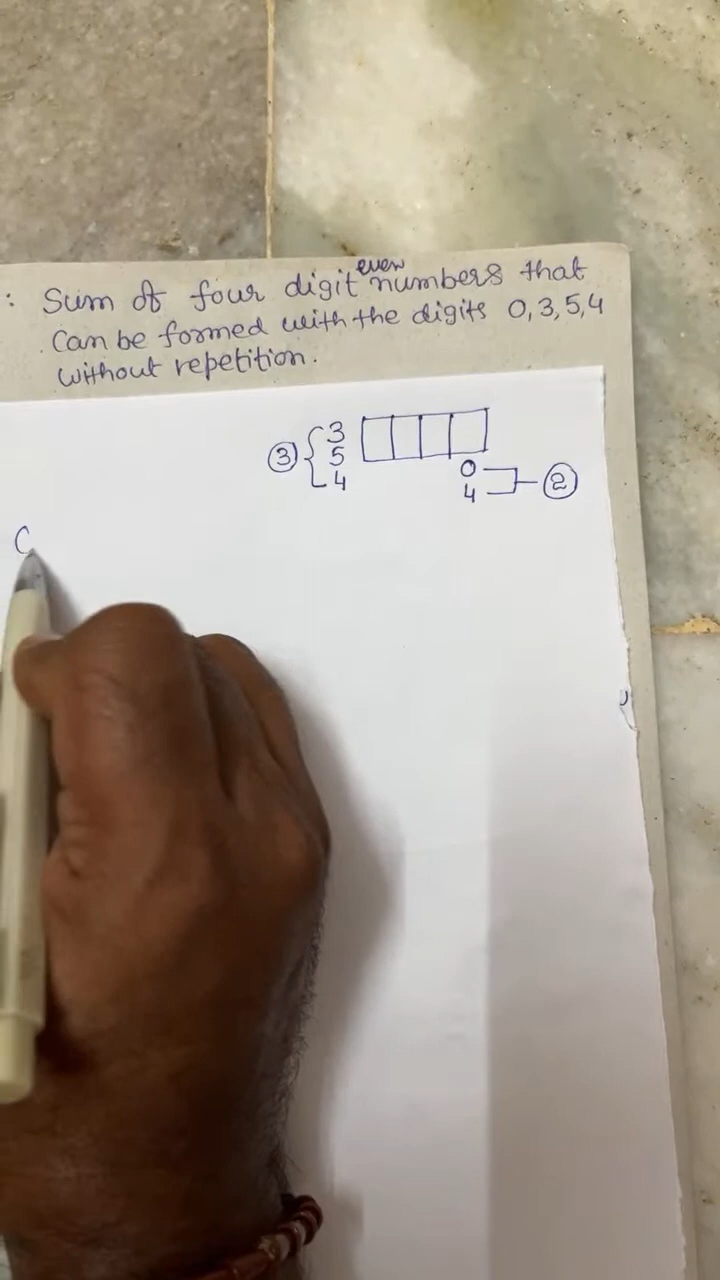 : Sum of four digit even numbers that
can be formed with the digits 0,3,5,4
without repetition.
③ { 3
5
4
0
4 ②
C